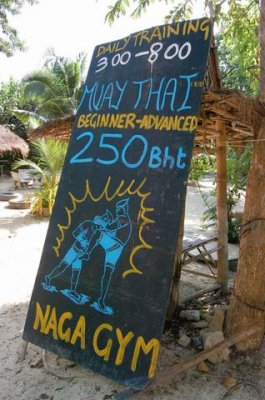 DAILY TRAINING
3:00-8:00
MUAY THAI
BEGINNER-ADVANCED
250 Bht
NAGA GYM